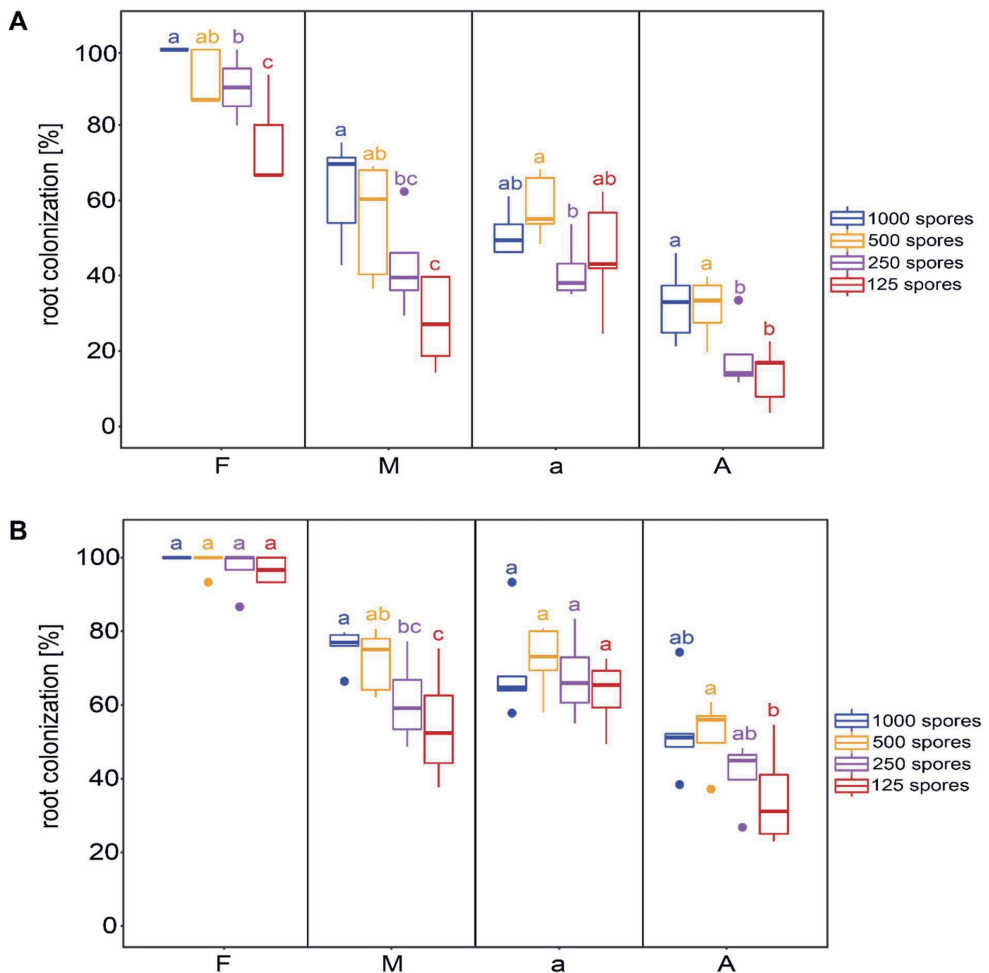 A
root colonization [%]
100
80
60
40
20
0
a ab b c
a ab bc c
ab a b ab
a a b b
F M a A
1000 spores
500 spores
250 spores
125 spores
B
root colonization [%]
100
80
60
40
20
0
a a a a
a ab bc c
a a a a
ab a ab b
F M a A
1000 spores
500 spores
250 spores
125 spores